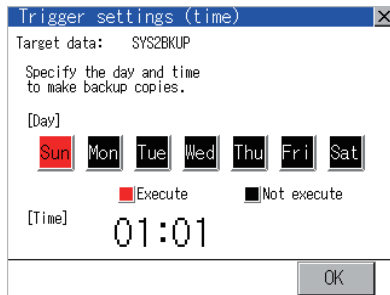 Trigger settings (time)
Target data: SYS2BKUP
Specify the day and time
to make backup copies.
[Day]
Sun Mon Tue Wed Thu Fri Sat
Execute Not execute
[Time] 01:01
OK